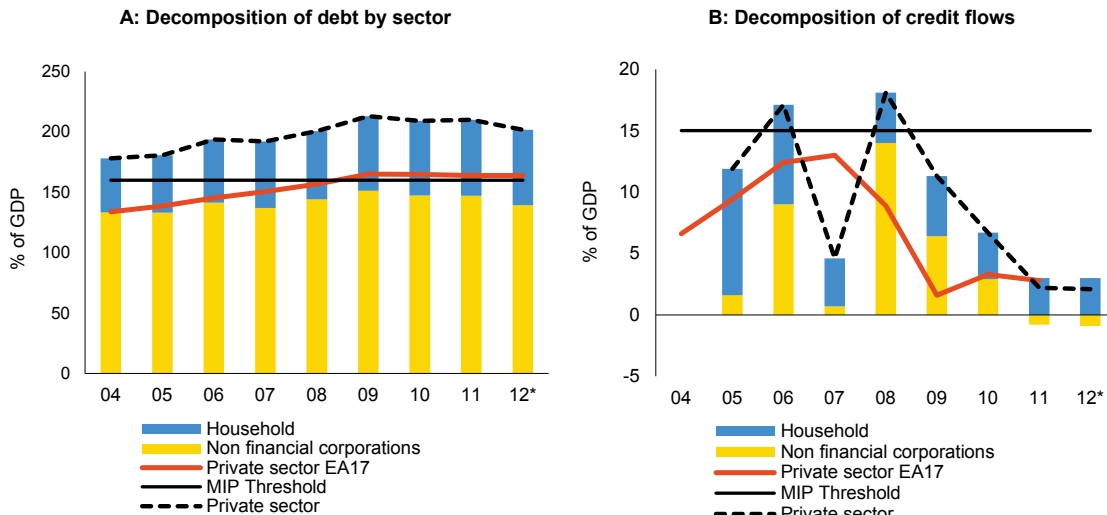 A: Decomposition of debt by sector
% of GDP
250
200
150
100
50
0
04 05 06 07 08 09 10 11 12*
Household
Non financial corporations
Private sector EA17
MIP Threshold
Private sector
B: Decomposition of credit flows
% of GDP
20
15
10
5
0
-5
04 05 06 07 08 09 10 11 12*
Household
Non financial corporations
Private sector EA17
MIP Threshold
Private sector